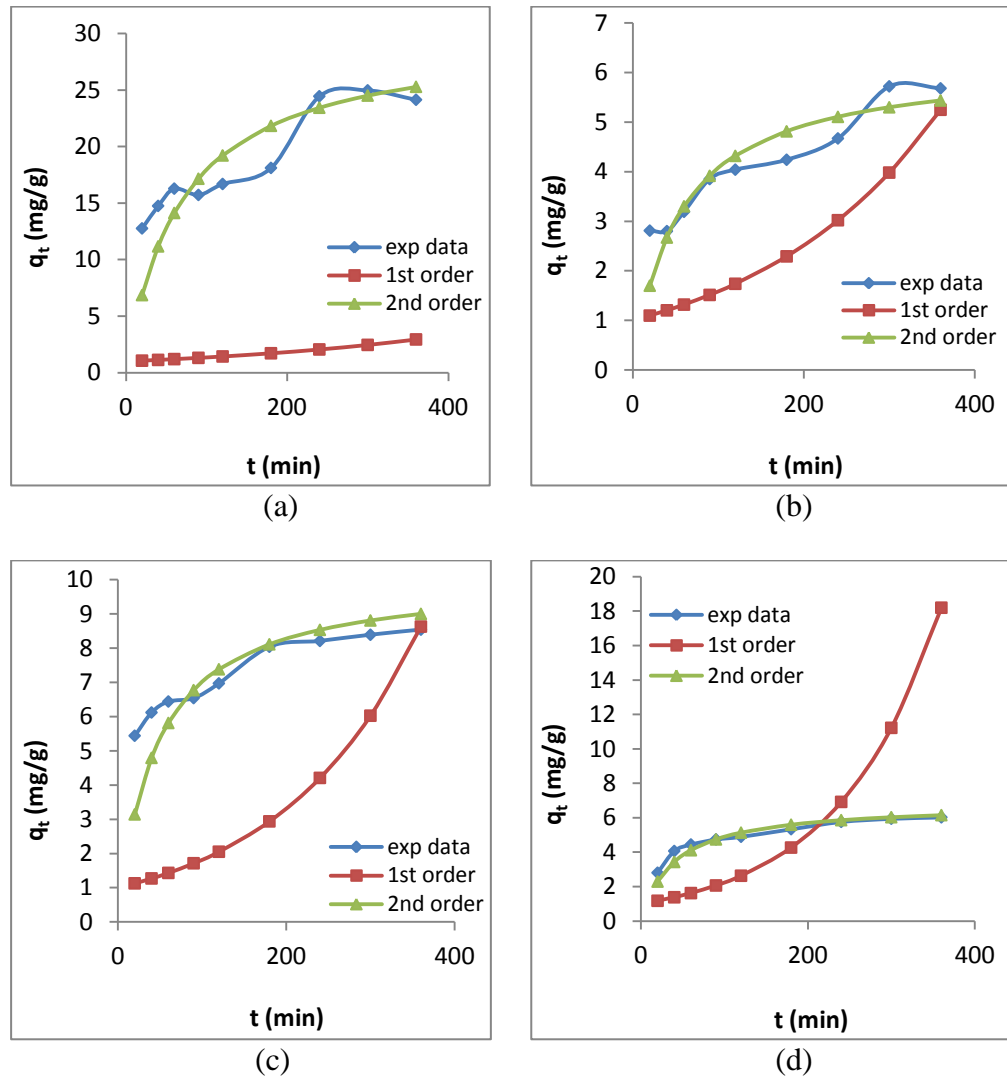 30
25
20
15
10
5
0
qt (mg/g)
exp data
1st order
2nd order
0 200 400
t (min)
(a)
7
6
5
4
3
2
1
0
qt (mg/g)
exp data
1st order
2nd order
0 200 400
t (min)
(b)
10
9
8
7
6
5
4
3
2
1
0
qt (mg/g)
exp data
1st order
2nd order
0 200 400
t (min)
(c)
20
18
16
14
12
10
8
6
4
2
0
qt (mg/g)
exp data
1st order
2nd order
0 200 400
t (min)
(d)